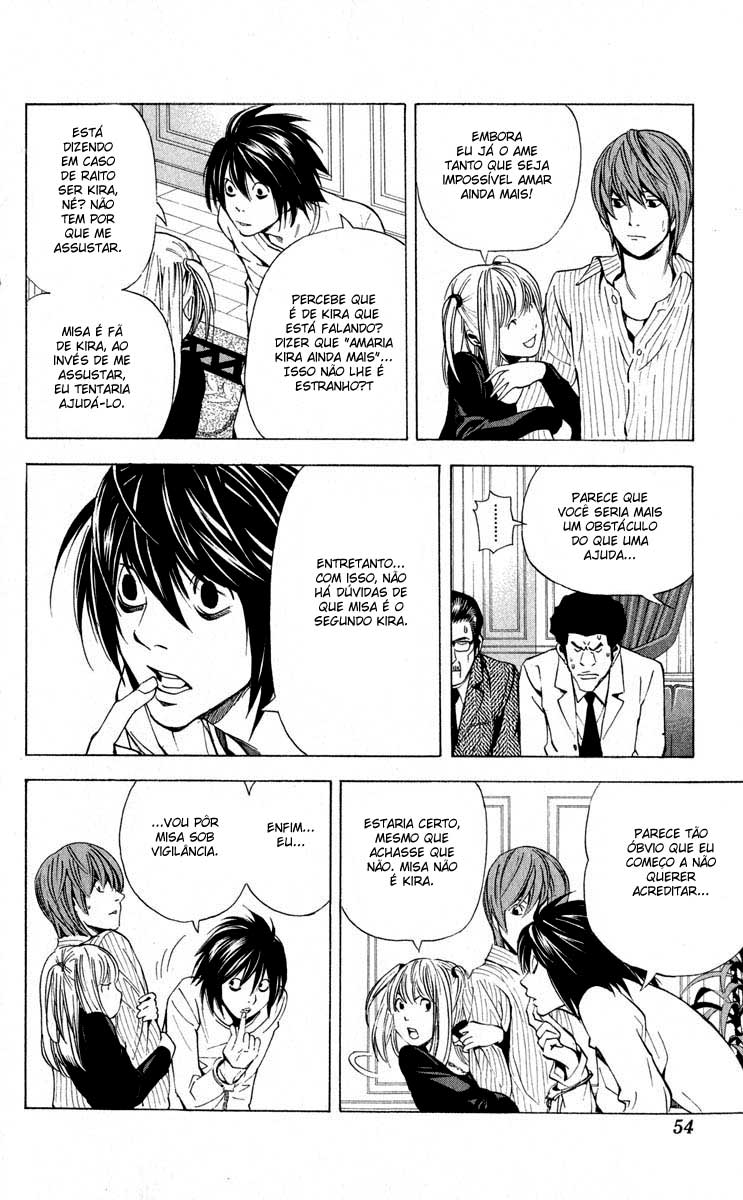 EMBORA
EU JÁ O AME
TANTO QUE SEJA
IMPOSSÍVEL AMAR
AINDA MAIS!
ESTÁ
DIZENDO
EM CASO
DE RAITO
SER KIRA,
NÉ? NÃO
TEM POR
QUE ME
ASSUSTAR.
MISA É FÃ
DE KIRA, AO
INVÉS DE ME
ASSUSTAR,
EU TENTARIA
AJUDÁ-LO.
PERCEBE QUE
É DE KIRA QUE
ESTÁ FALANDO?
DIZER QUE "AMARIA
KIRA AINDA MAIS"...
ISSO NÃO LHE É
ESTRANHO?T
PARECE QUE
VOCÊ SERIA MAIS
UM OBSTÁCULO
DO QUE UMA
AJUDA...
........
ENTRETANTO...
COM ISSO, NÃO
HÁ DÚVIDAS DE
QUE MISA É O
SEGUNDO KIRA.
PARECE TÃO
ÓBVIO QUE EU
COMEÇO A NÃO
QUERER
ACREDITAR...
ESTARIA CERTO,
MESMO QUE
ACHASSE QUE
NÃO. MISA NÃO
É KIRA.
ENFIM...
EU...
...VOU PÔR
MISA SOB
VIGILÂNCIA.
54